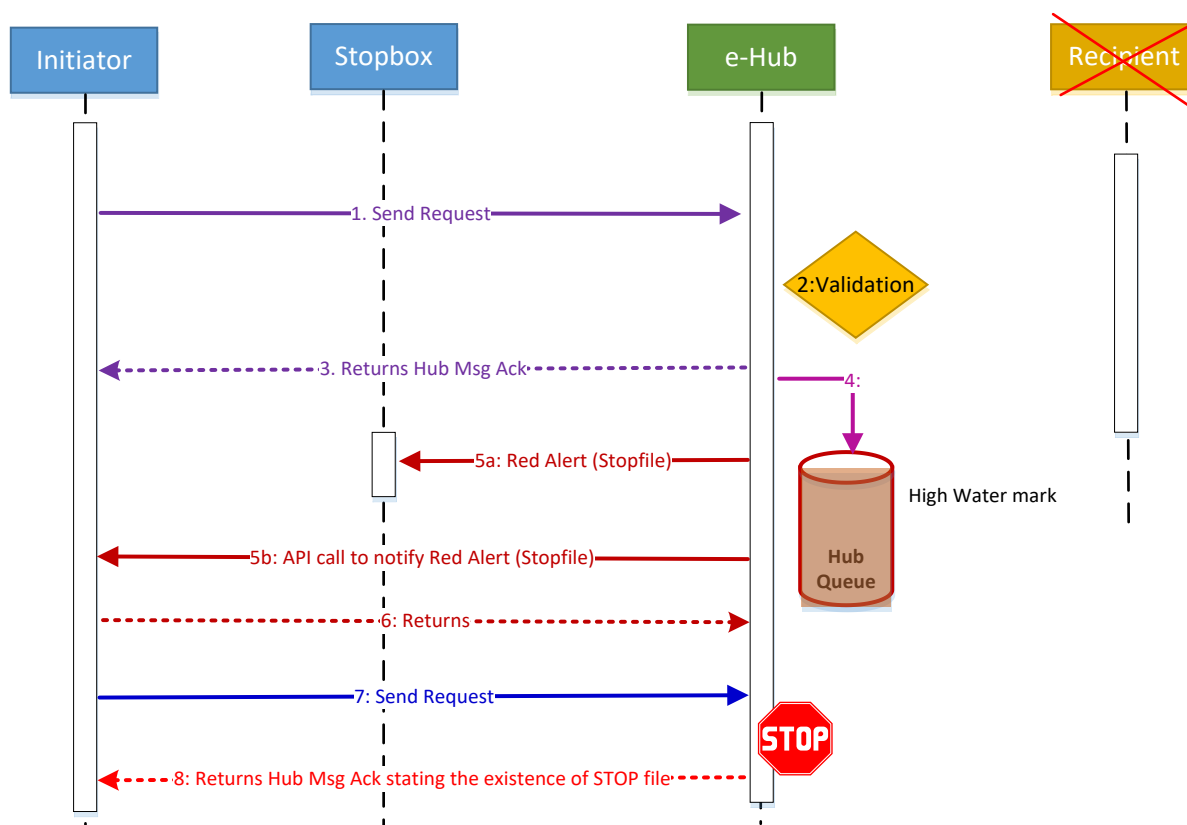 Initiator
Stopbox
e-Hub
Recipient
1. Send Request
2:Validation
3. Returns Hub Msg Ack
4:
5a: Red Alert (Stopfile)
High Water mark
5b: API call to notify Red Alert (Stopfile)
Hub
Queue
6: Returns
7: Send Request
STOP
8: Returns Hub Msg Ack stating the existence of STOP file